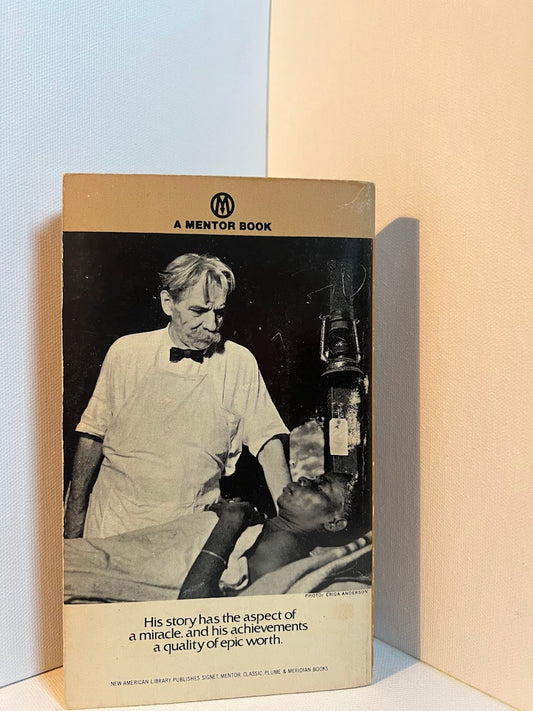 M
A MENTOR BOOK
PHOTO: ERICA ANDERSON
His story has the aspect of
a miracle, and his achievements
a quality of epic worth.
NEW AMERICAN LIBRARY PUBLISHES SIGNET, MENTOR, CLASSIC, PLUME & MERIDIAN BOOKS